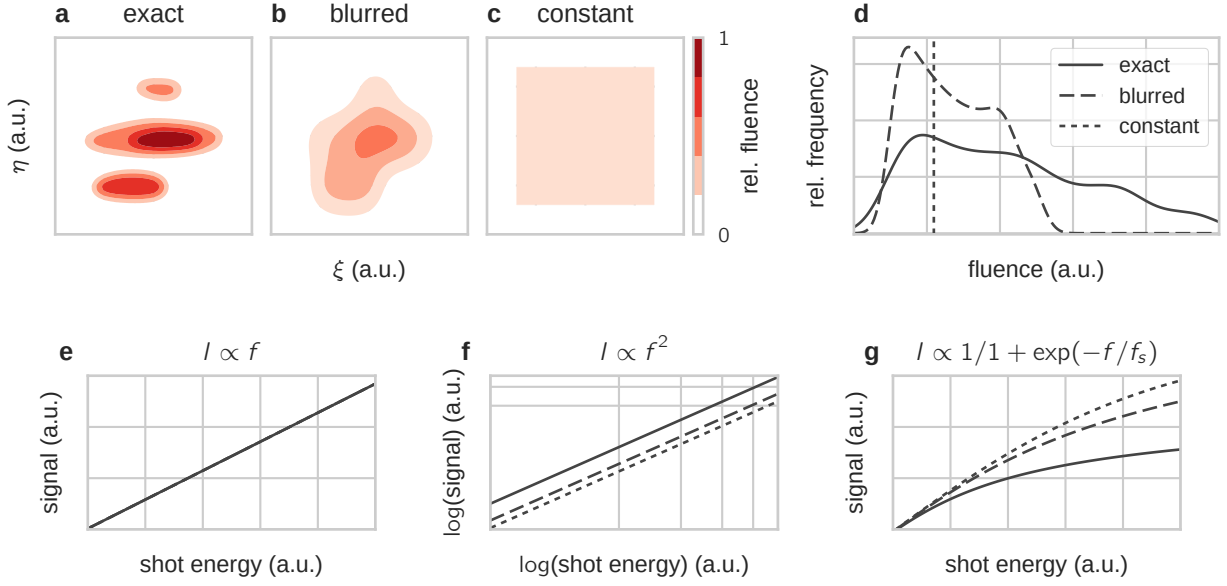 a exact
b blurred
c constant
d
1
0
rel. fluence
η (a.u.)
ξ (a.u.)
rel. frequency
exact
blurred
constant
fluence (a.u.)
e I ∝ f
signal (a.u.)
shot energy (a.u.)
f I ∝ f²
log(signal) (a.u.)
log(shot energy) (a.u.)
g I ∝ 1/1 + exp(−f/fₛ)
signal (a.u.)
shot energy (a.u.)